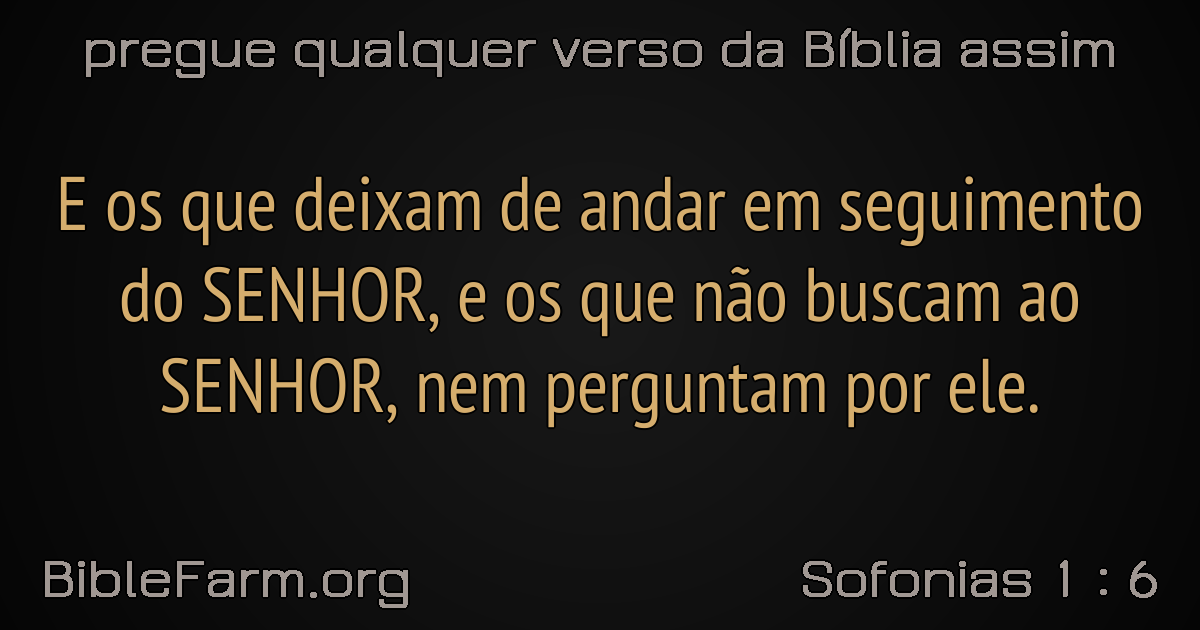 pregue qualquer verso da Bíblia assim
E os que deixam de andar em seguimento
do SENHOR, e os que não buscam ao
SENHOR, nem perguntam por ele.
BibleFarm.org
Sofonias 1 : 6